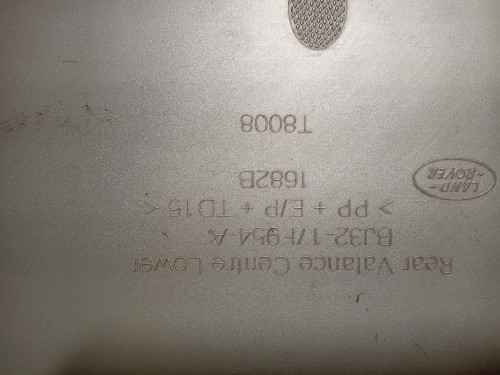 Rear Valance Centre Lower
BJ32-17F954-A
> PP + E/P + TD15 <
1682B
LAND-
-ROVER
T8008